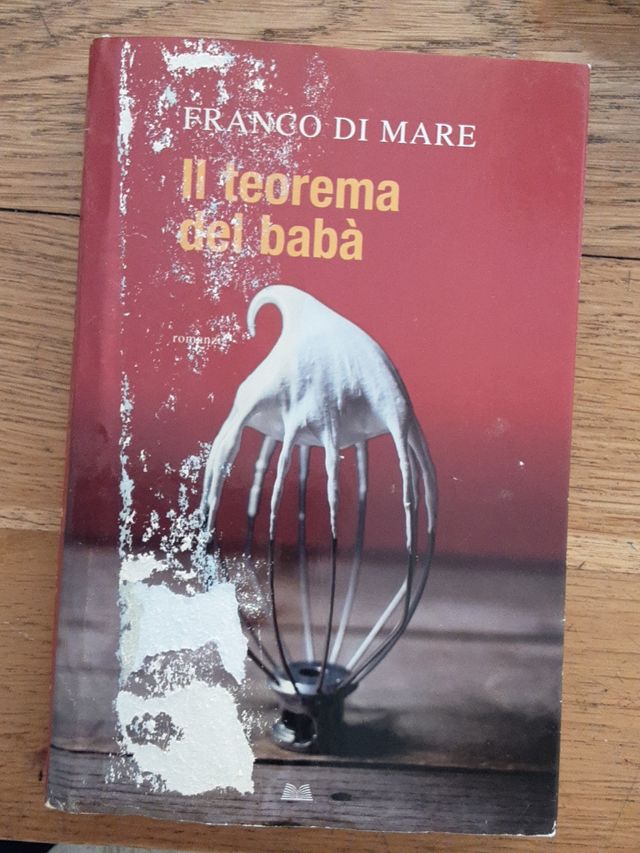 FRANCO DI MARE
Il teorema
del babà
romanzo